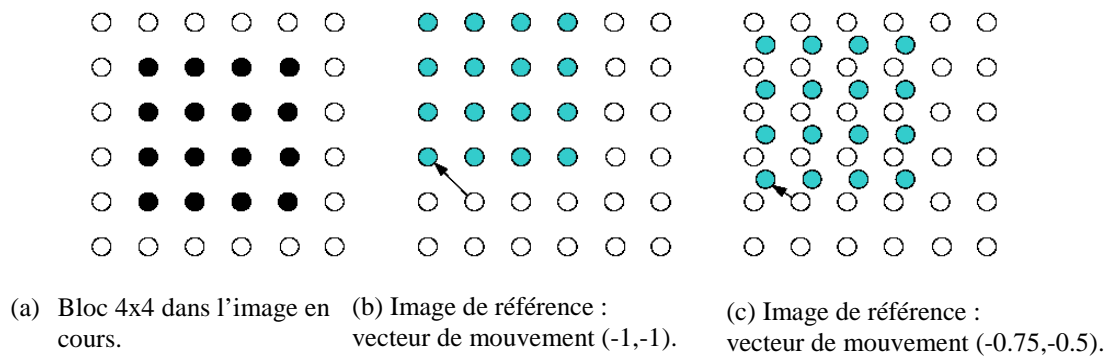 (a) Bloc 4x4 dans l’image en
cours.
(b) Image de référence :
vecteur de mouvement (-1,-1).
(c) Image de référence :
vecteur de mouvement (-0.75,-0.5).